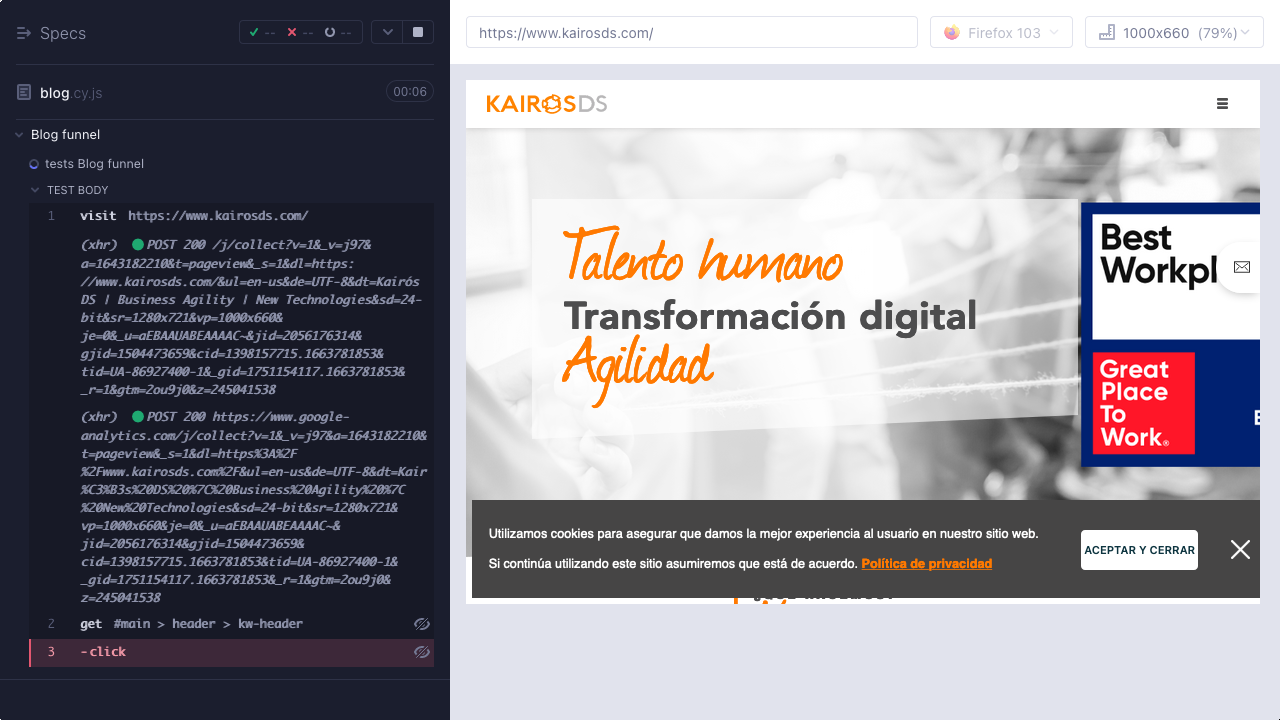 Specs
--
--
--
blog.cy.js
00:06
Blog funnel
tests Blog funnel
TEST BODY
1 visit https://www.kairosds.com/
(xhr) POST 200 /j/collect?v=1&_v=j97&
a=1643182210&t=pageview&_s=1&dl=https:
//www.kairosds.com/&ul=en-us&de=UTF-8&dt=Kairós
DS | Business Agility | New Technologies&sd=24-
bit&sr=1280x721&vp=1000x660&
je=0&_u=aEBAAUABEAAAAC~&jid=2056176314&
gjid=1504473659&cid=1398157715.1663781853&
tid=UA-86927400-1&_gid=1751154117.1663781853&
_r=1&gtm=2ou9j0&z=245041538
(xhr) POST 200 https://www.google-
analytics.com/j/collect?v=1&_v=j97&a=1643182210&
t=pageview&_s=1&dl=https%3A%2F
%2Fwww.kairosds.com%2F&ul=en-us&de=UTF-8&dt=Kair
%C3%B3s%20DS%20%7C%20Business%20Agility%20%7C
%20New%20Technologies&sd=24-bit&sr=1280x721&
vp=1000x660&je=0&_u=aEBAAUABEAAAAC~&
jid=2056176314&gjid=1504473659&
cid=1398157715.1663781853&tid=UA-86927400-1&
_gid=1751154117.1663781853&_r=1&gtm=2ou9j0&
z=245041538
2 get #main > header > kw-header
3 -click
https://www.kairosds.com/
Firefox 103
1000x660 (79%)
KAIROSDS
Talento humano
Transformación digital
Agilidad
Best
Workpl
Great
Place
To
Work®
Utilizamos cookies para asegurar que damos la mejor experiencia al usuario en nuestro sitio web.
Si continúa utilizando este sitio asumiremos que está de acuerdo. Política de privacidad
ACEPTAR Y CERRAR